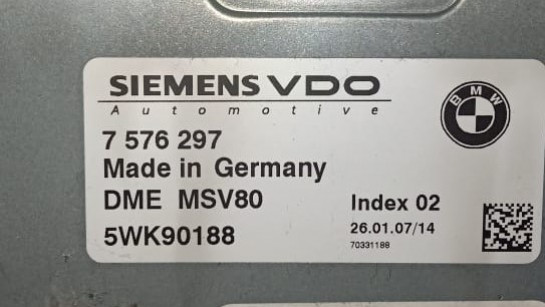 SIEMENS VDO
Automotive
BMW
7 576 297
Made in Germany
DME MSV80
Index 02
5WK90188
26.01.07/14
70331188